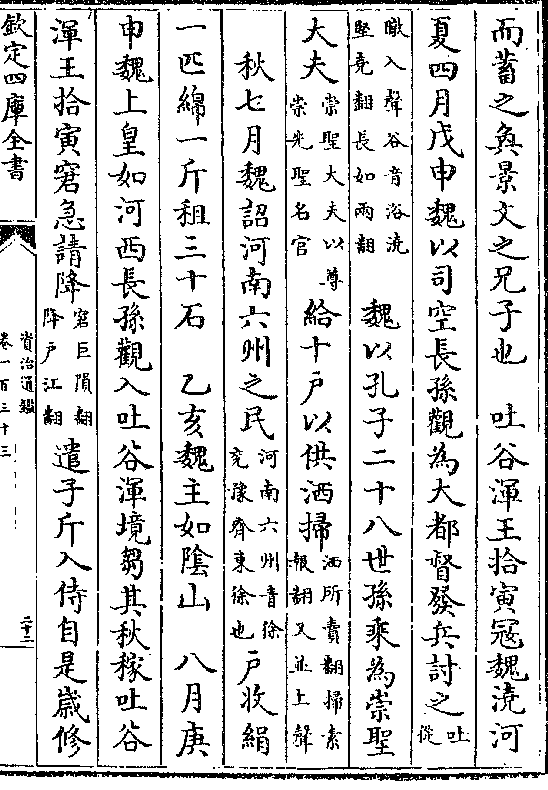 而蓄之奐景文之兄子也　吐谷渾王拾寅冦魏澆河
夏四月戊申魏以司空長孫觀為大都督發兵討之吐從
暾入聲谷音浴澆堅堯翻長知兩翻　魏以孔子二十八世孫乘為崇聖
大夫崇聖大夫以尊崇先聖名官給十户以供洒掃洒所賣翻掃素報翻又並上聲
秋七月魏詔河南六州之民河南六州青徐兖豫齊東徐也户收絹
一匹綿一斤租三十石　乙亥魏主如隂山　八月庚
申魏上皇如河西長孫觀入吐谷渾境芻其秋稼吐谷
渾王拾寅窘急請降窘巨隕翻降户江翻遣子斤入侍自是歲修
欽定四庫全書
資治通鑑
卷一百三十三
二十二